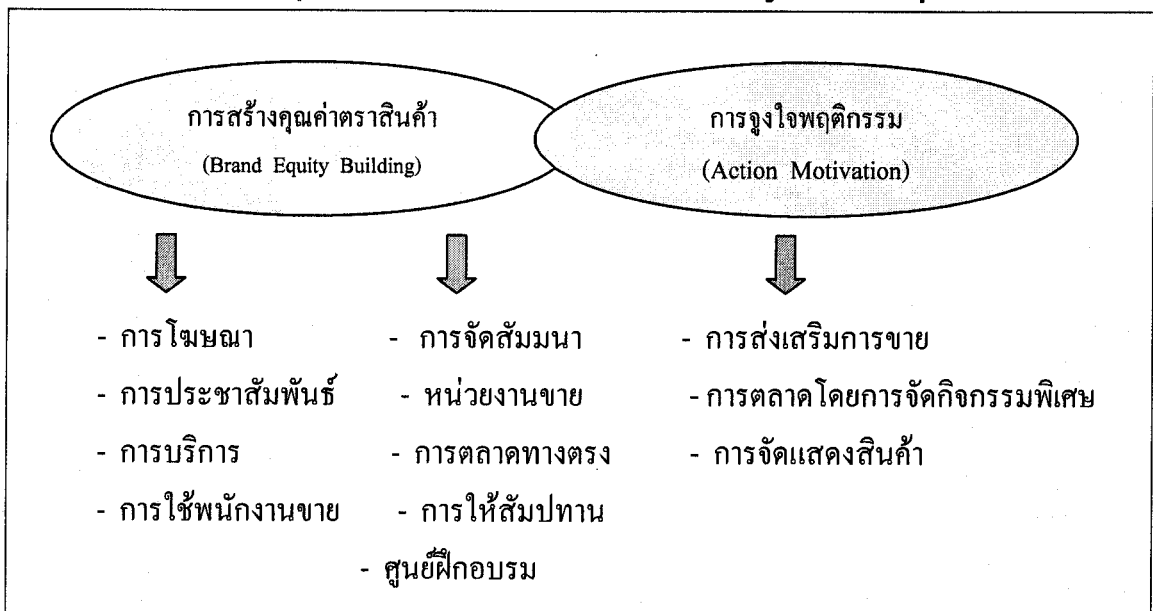 การสร้างคุณค่าตราสินค้า
(Brand Equity Building)
การจูงใจพฤติกรรม
(Action Motivation)
- การโฆษณา
- การประชาสัมพันธ์
- การบริการ
- การใช้พนักงานขาย
- การจัดสัมมนา
- หน่วยงานขาย
- การตลาดทางตรง
- การให้สัมปทาน
- ศูนย์ฝึกอบรม
- การส่งเสริมการขาย
-การตลาดโดยการจัดกิจกรรมพิเศษ
- การจัดแสดงสินค้า